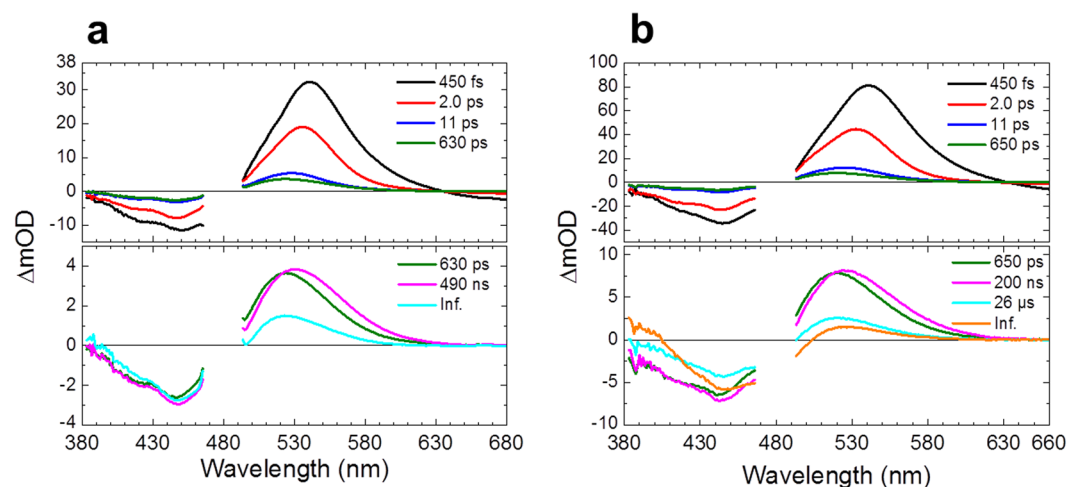 a
38
30
20
10
0
-10
450 fs
2.0 ps
11 ps
630 ps
ΔmOD
4
2
0
-2
-4
630 ps
490 ns
Inf.
380 430 480 530 580 630 680
Wavelength (nm)
b
100
80
60
40
20
0
-20
-40
450 fs
2.0 ps
11 ps
650 ps
ΔmOD
10
5
0
-5
-10
650 ps
200 ns
26 µs
Inf.
380 430 480 530 580 630 660
Wavelength (nm)